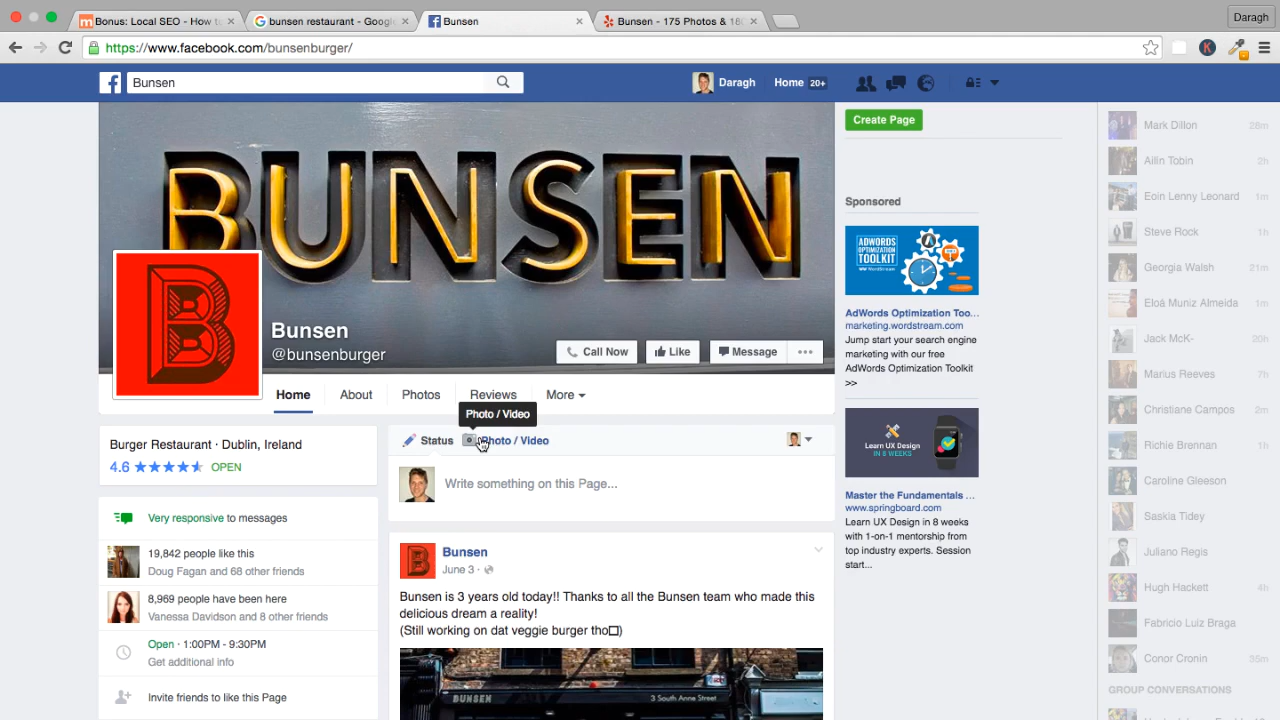 Bonus: Local SEO - How to
bunsen restaurant - Google
Bunsen
Bunsen - 175 Photos & 18
Daragh
https://www.facebook.com/bunsenburger/
Bunsen
Daragh
Home 20+
BUNSEN
B
Bunsen
@bunsenburger
Call Now
Like
Message
Home
About
Photos
Reviews
More
Photo / Video
Burger Restaurant · Dublin, Ireland
4.6 OPEN
Very responsive to messages
19,842 people like this
Doug Fagan and 68 other friends
8,969 people have been here
Vanessa Davidson and 8 other friends
Open · 1:00PM - 9:30PM
Get additional info
Invite friends to like this Page
Status
Photo / Video
Write something on this Page...
B
Bunsen
June 3 ·
Bunsen is 3 years old today!! Thanks to all the Bunsen team who made this
delicious dream a reality!
(Still working on dat veggie burger tho□)
BUNSEN
3 South Anne Street
Create Page
Sponsored
ADWORDS
OPTIMIZATION
TOOLKIT
WordStream
AdWords Optimization Too...
marketing.wordstream.com
Jump start your search engine
marketing with our free
AdWords Optimization Toolkit
>>
Learn UX Design
IN 8 WEEKS
Master the Fundamentals ...
www.springboard.com
Learn UX Design in 8 weeks
with 1-on-1 mentorship from
top industry experts. Session
start...
Mark Dillon 28m
Ailin Tobin 2h
Eoin Lenny Leonard 1m
Steve Rock 1h
Georgia Walsh 21m
Eloá Muniz Almeida 1m
Jack McK- 20h
Marius Reeves 7h
Christiane Campos 2m
Richie Brennan 1h
Caroline Gleeson 1h
Saskia Tidey 1m
Juliano Regis 1m
Hugh Hackett 4h
Fabricio Luiz Braga
Conor Cronin 35m
GROUP CONVERSATIONS